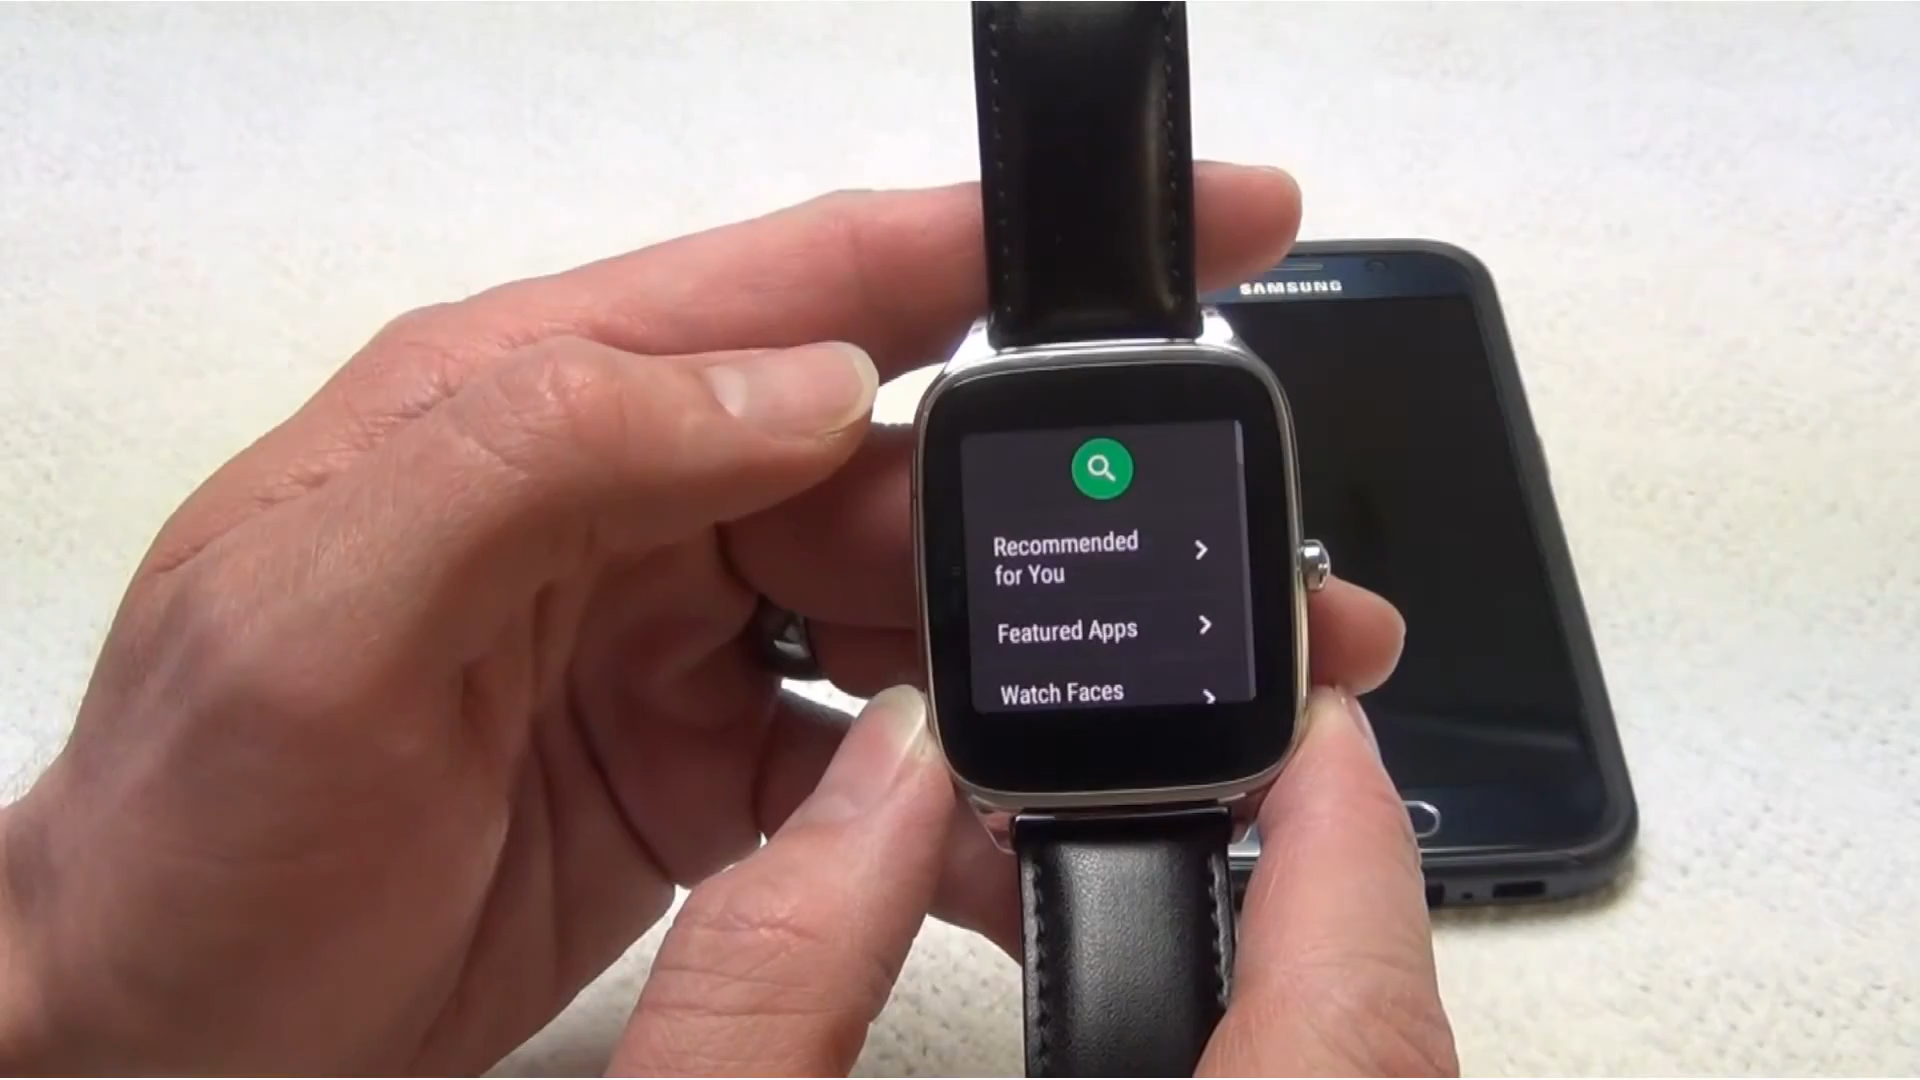 SAMSUNG
Recommended
for You
Featured Apps
Watch Faces